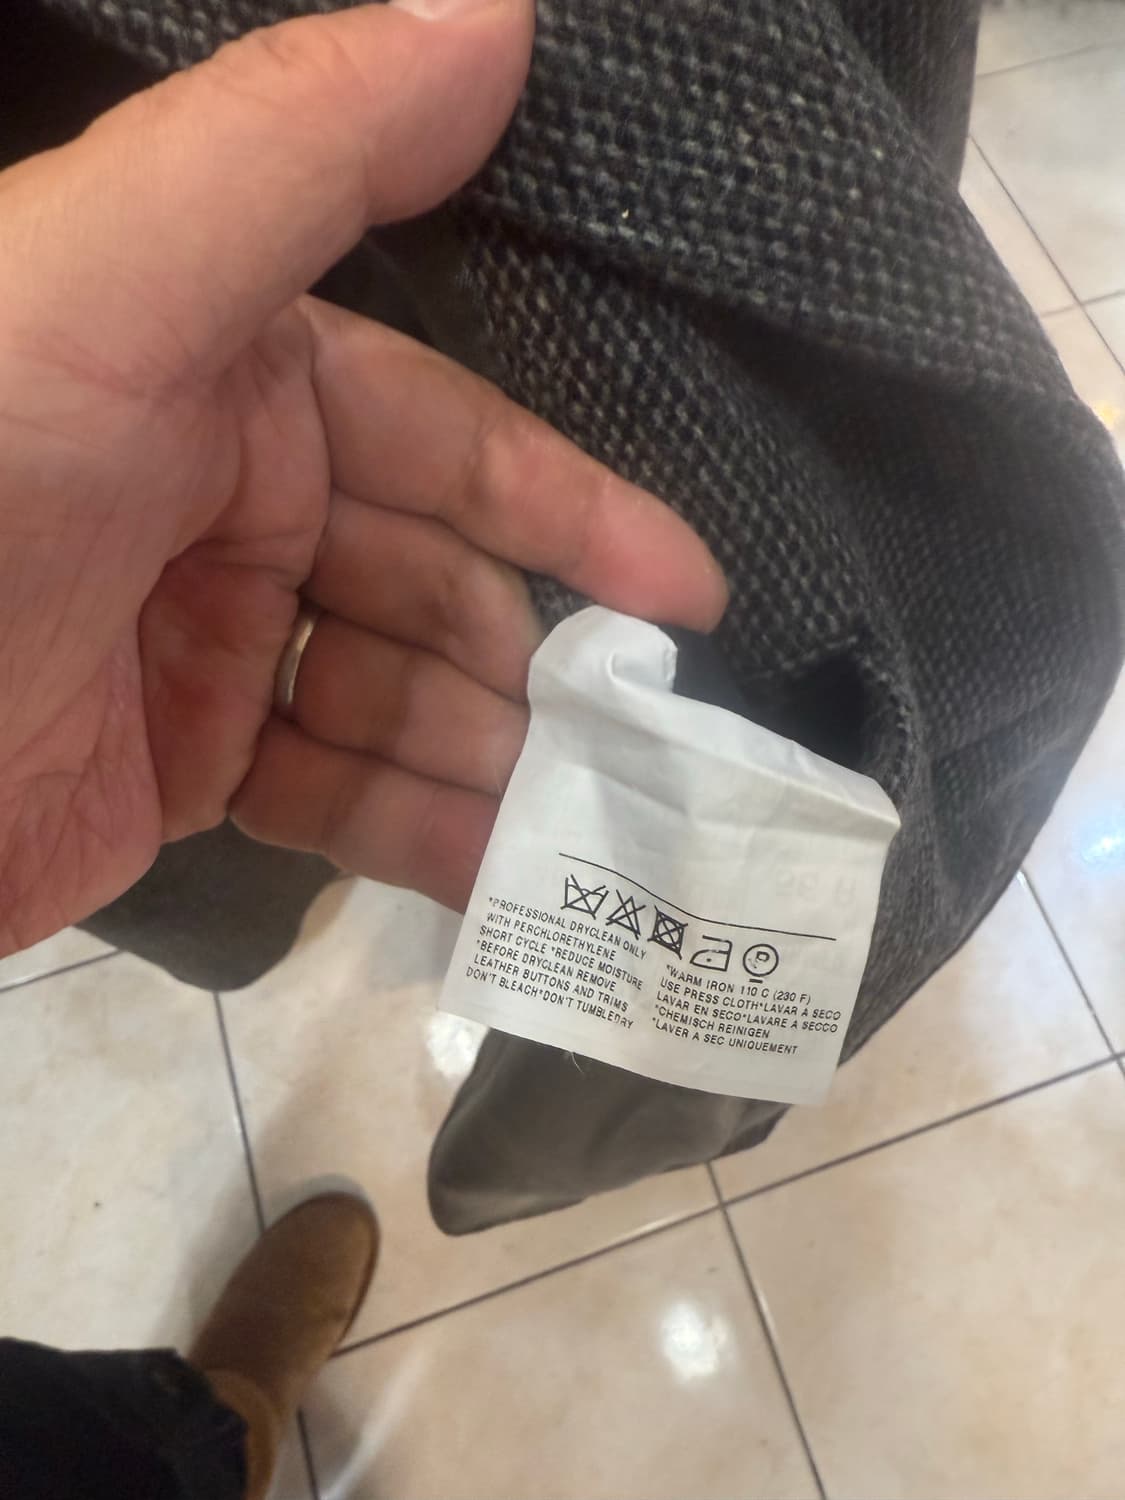 *PROFESSIONAL DRYCLEAN ONLY
WITH PERCHLORETHYLENE
SHORT CYCLE *REDUCE MOISTURE
*BEFORE DRYCLEAN REMOVE
LEATHER BUTTONS AND TRIMS
DON'T BLEACH*DON'T TUMBLEDRY
P
*WARM IRON 110 C (230 F)
USE PRESS CLOTH*LAVAR A SECO
LAVAR EN SECO*LAVARE A SECCO
*CHEMISCH REINIGEN
*LAVER A SEC UNIQUEMENT